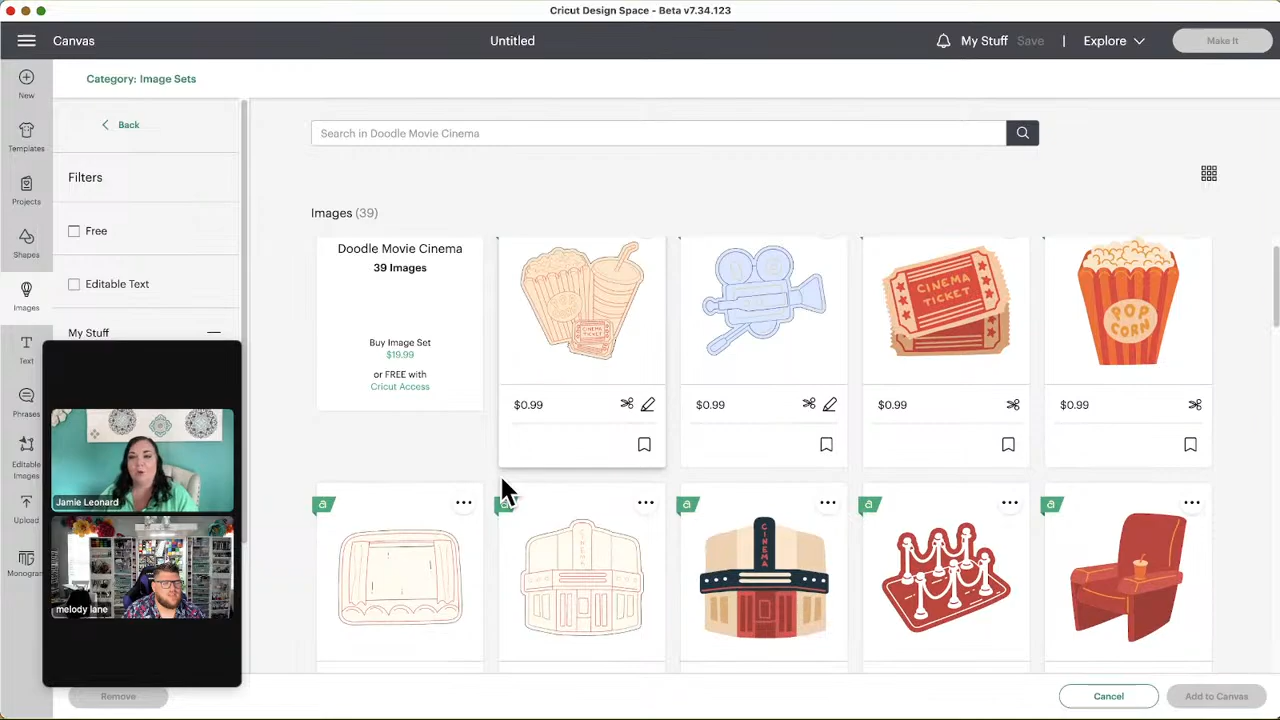 Cricut Design Space - Beta v7.34.123
Canvas
Untitled
My Stuff
Save
|
Explore
Make It
New
Templates
Projects
Shapes
Images
Text
Phrases
Editable
Images
Upload
Monogram
Category: Image Sets
Back
Filters
Free
Editable Text
My Stuff
Jamie Leonard
melody lane
Remove
Search in Doodle Movie Cinema
Images (39)
Doodle Movie Cinema
39 Images
Buy Image Set
$19.99
or FREE with
Cricut Access
$0.99
$0.99
CINEMA
TICKET
$0.99
POP
CORN
$0.99
CINEMA
Cancel
Add to Canvas